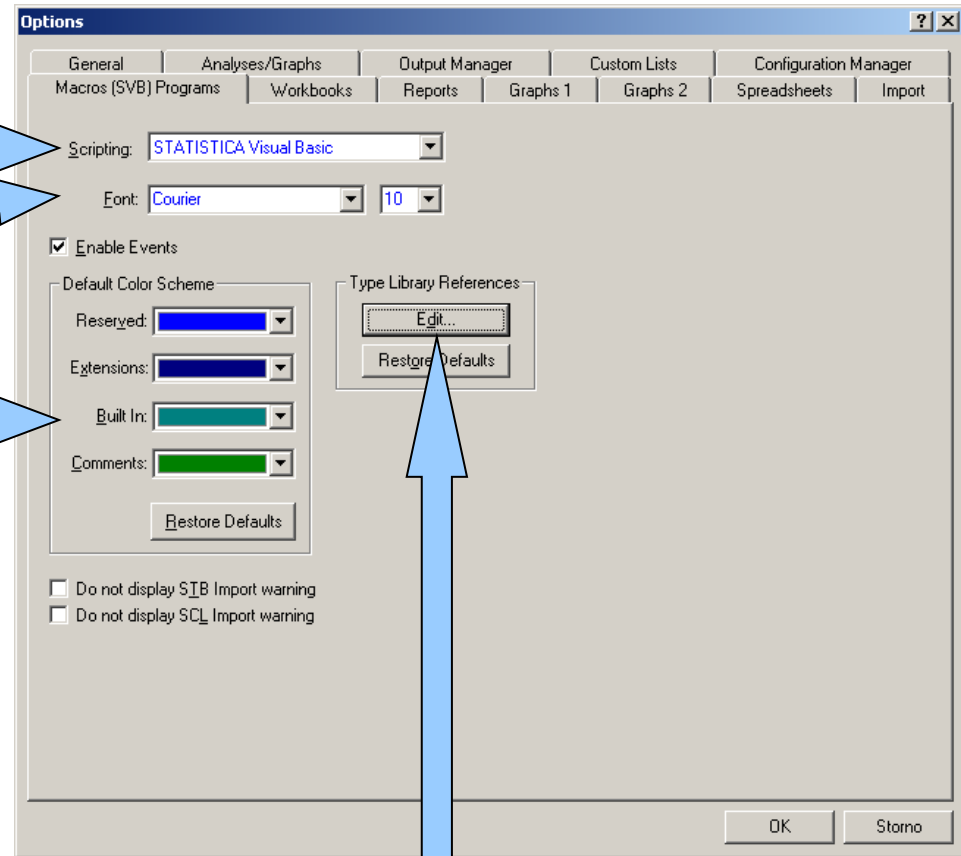 Options
General Analyses/Graphs Output Manager Custom Lists Configuration Manager
Macros (SVB) Programs Workbooks Reports Graphs 1 Graphs 2 Spreadsheets Import
Scripting: STATISTICA Visual Basic
Font: Courier 10
Enable Events
Default Color Scheme
Reserved:
Extensions:
Built In:
Comments:
Restore Defaults
Type Library References
Edit...
Restore Defaults
Do not display STB Import warning
Do not display SCL Import warning
OK Storno